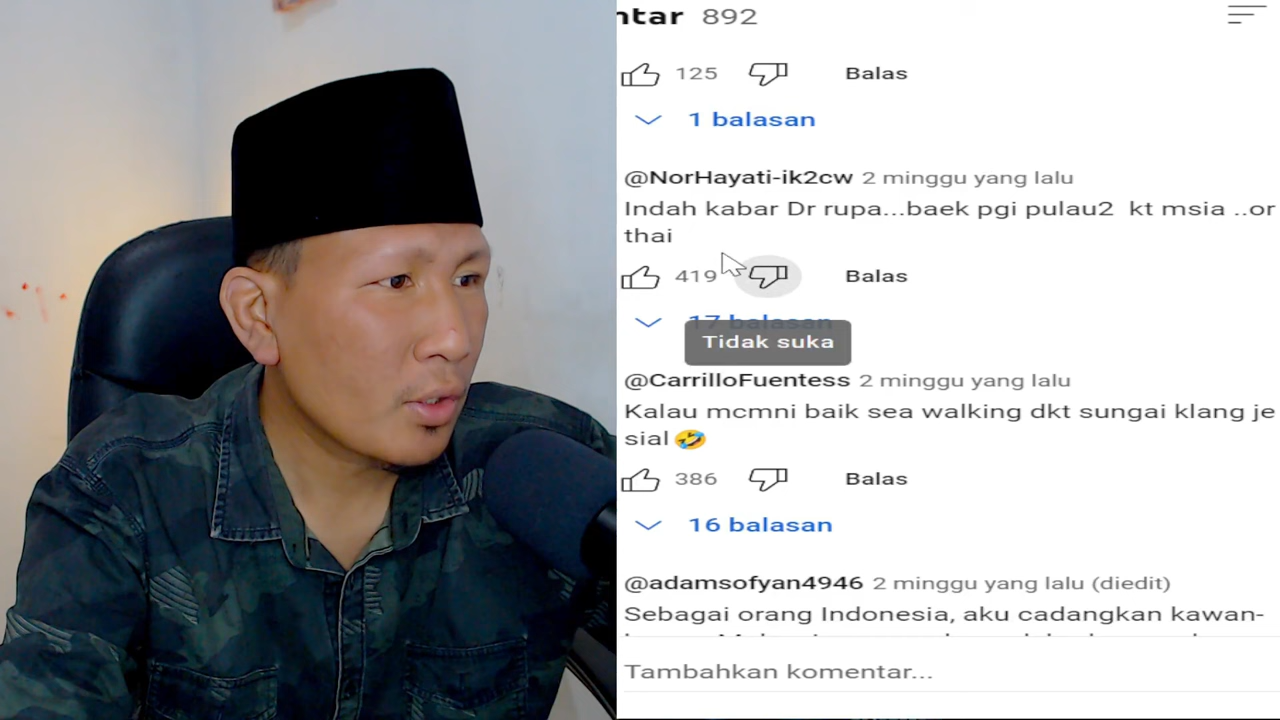 ntar 892
125 Balas
1 balasan
@NorHayati-ik2cw 2 minggu yang lalu
Indah kabar Dr rupa...baek pgi pulau2 kt msia ..or
thai
419 Balas
17 balasan
Tidak suka
@CarrilloFuentess 2 minggu yang lalu
Kalau mcmni baik sea walking dkt sungai klang je
sial🤣
386 Balas
16 balasan
@adamsofyan4946 2 minggu yang lalu (diedit)
Sebagai orang Indonesia, aku cadangkan kawan-
Tambahkan komentar...